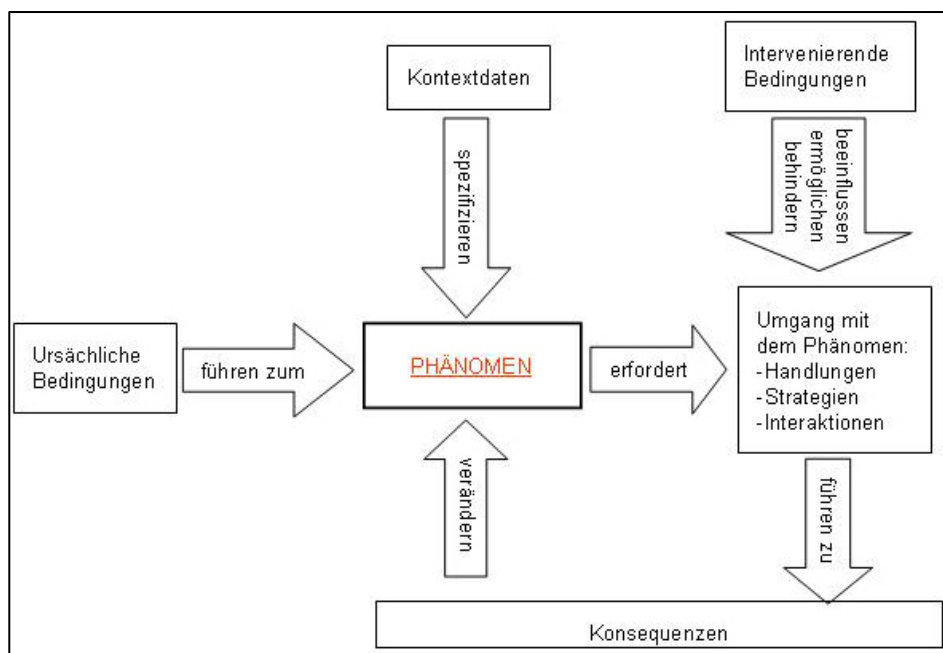 Kontextdaten
Intervenierende
Bedingungen
spezifizieren
beeinflussen
ermöglichen
behindern
Ursächliche
Bedingungen
führen zum
PHÄNOMEN
erfordert
Umgang mit
dem Phänomen:
-Handlungen
-Strategien
-Interaktionen
verändern
führen zu
Konsequenzen